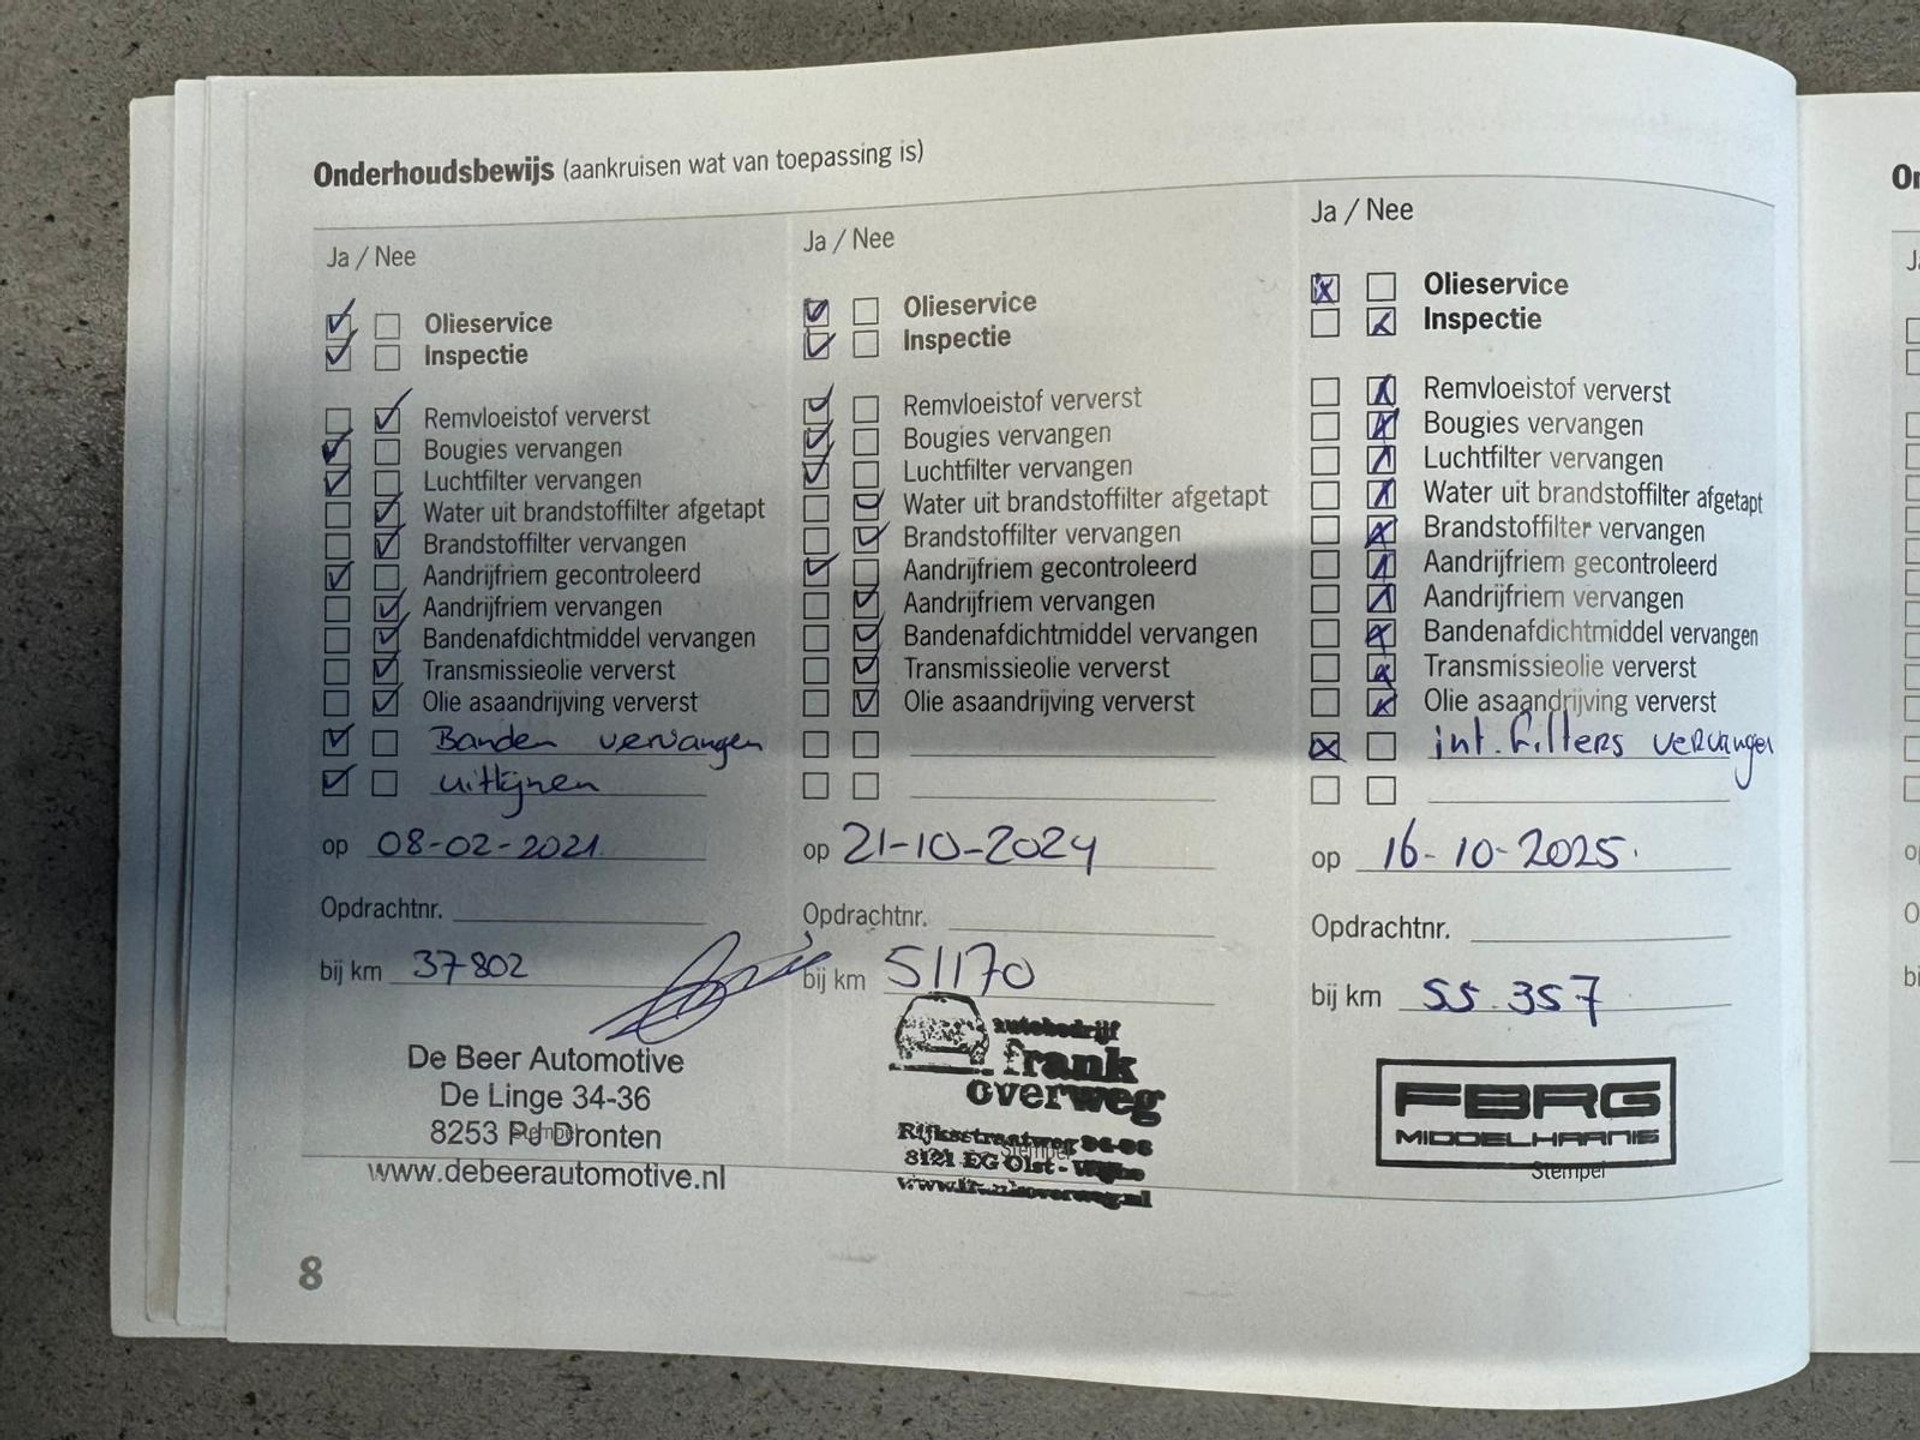 Onderhoudsbewijs (aankruisen wat van toepassing is)
Ja / Nee
Olieservice
Inspectie
Remvloeistof ververst
Bougies vervangen
Luchtfilter vervangen
Water uit brandstoffilter afgetapt
Brandstoffilter vervangen
Aandrijfriem gecontroleerd
Aandrijfriem vervangen
Bandenafdichtmiddel vervangen
Transmissieolie ververst
Olie asaandrijving ververst
Banden vervangen
uitlijnen
op 08-02-2021.
Opdrachtnr.
bij km 37802
De Beer Automotive
De Linge 34-36
8253 PJ Dronten
Stempel
www.debeerautomotive.nl
Ja / Nee
Olieservice
Inspectie
Remvloeistof ververst
Bougies vervangen
Luchtfilter vervangen
Water uit brandstoffilter afgetapt
Brandstoffilter vervangen
Aandrijfriem gecontroleerd
Aandrijfriem vervangen
Bandenafdichtmiddel vervangen
Transmissieolie ververst
Olie asaandrijving ververst
op 21-10-2024
Opdrachtnr.
bij km 51170
autobedrijf
frank
overweg
Rijksstraatweg
Stempel
8121 EG Olst -
Ja / Nee
Olieservice
Inspectie
Remvloeistof ververst
Bougies vervangen
Luchtfilter vervangen
Water uit brandstoffilter afgetapt
Brandstoffilter vervangen
Aandrijfriem gecontroleerd
Aandrijfriem vervangen
Bandenafdichtmiddel vervangen
Transmissieolie ververst
Olie asaandrijving ververst
int. filters vervangen
op 16-10-2025.
Opdrachtnr.
bij km 55.357
FBRG
MIDDELHARNIS
Stempel
8